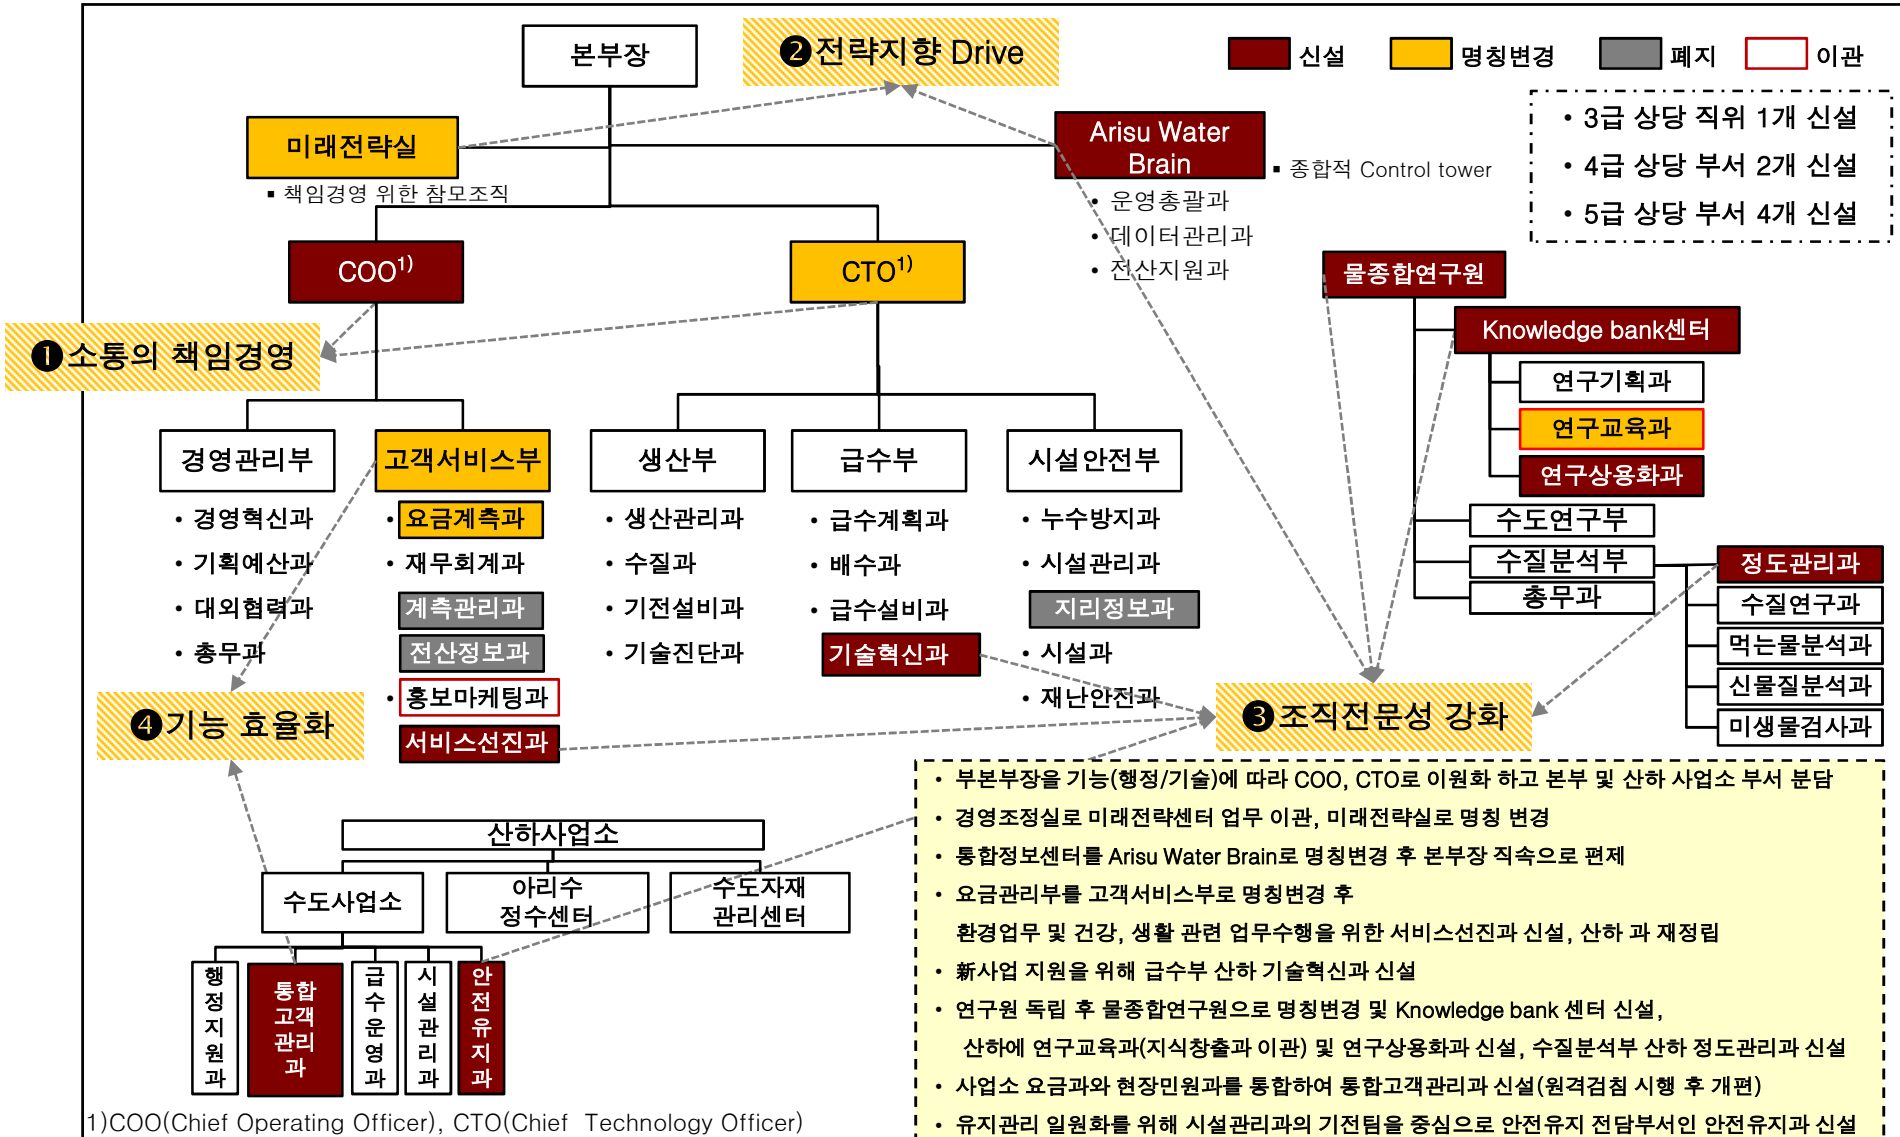 본부장
❷전략지향 Drive
신설
명칭변경
폐지
이관
• 3급 상당 직위 1개 신설
• 4급 상당 부서 2개 신설
• 5급 상당 부서 4개 신설
미래전략실
▪ 책임경영 위한 참모조직
Arisu Water
Brain
▪ 종합적 Control tower
• 운영총괄과
• 데이터관리과
• 전산지원과
COO1)
CTO1)
❶소통의 책임경영
물종합연구원
Knowledge bank센터
연구기획과
연구교육과
연구상용화과
수도연구부
수질분석부
총무과
정도관리과
수질연구과
먹는물분석과
신물질분석과
미생물검사과
경영관리부
• 경영혁신과
• 기획예산과
• 대외협력과
• 총무과
고객서비스부
• 요금계측과
• 재무회계과
계측관리과
전산정보과
• 홍보마케팅과
서비스선진과
생산부
• 생산관리과
• 수질과
• 기전설비과
• 기술진단과
급수부
• 급수계획과
• 배수과
• 급수설비과
기술혁신과
시설안전부
• 누수방지과
• 시설관리과
지리정보과
• 시설과
• 재난안전과
❹기능 효율화
❸조직전문성 강화
산하사업소
수도사업소
아리수
정수센터
수도자재
관리센터
행정지원과
통합
고객
관리
과
급수운영과
시설관리과
안전유지과
• 부본부장을 기능(행정/기술)에 따라 COO, CTO로 이원화 하고 본부 및 산하 사업소 부서 분담
• 경영조정실로 미래전략센터 업무 이관, 미래전략실로 명칭 변경
• 통합정보센터를 Arisu Water Brain로 명칭변경 후 본부장 직속으로 편제
• 요금관리부를 고객서비스부로 명칭변경 후
환경업무 및 건강, 생활 관련 업무수행을 위한 서비스선진과 신설, 산하 과 재정립
• 新사업 지원을 위해 급수부 산하 기술혁신과 신설
• 연구원 독립 후 물종합연구원으로 명칭변경 및 Knowledge bank 센터 신설,
산하에 연구교육과(지식창출과 이관) 및 연구상용화과 신설, 수질분석부 산하 정도관리과 신설
• 사업소 요금과와 현장민원과를 통합하여 통합고객관리과 신설(원격검침 시행 후 개편)
• 유지관리 일원화를 위해 시설관리과의 기전팀을 중심으로 안전유지 전담부서인 안전유지과 신설
1)COO(Chief Operating Officer), CTO(Chief Technology Officer)